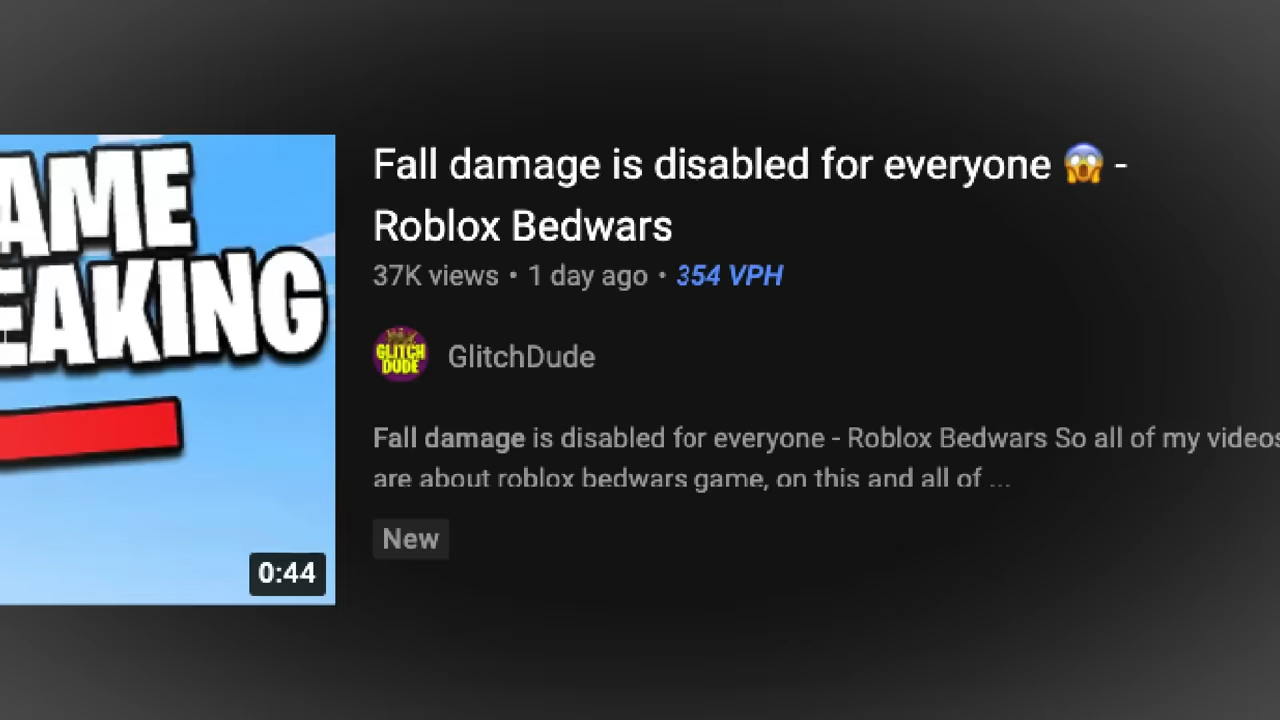 AME
EAKING
0:44
Fall damage is disabled for everyone 😱 -
Roblox Bedwars
37K views • 1 day ago • 354 VPH
GLITCH
DUDE
GlitchDude
Fall damage is disabled for everyone - Roblox Bedwars So all of my videos
are about roblox bedwars game, on this and all of ...
New